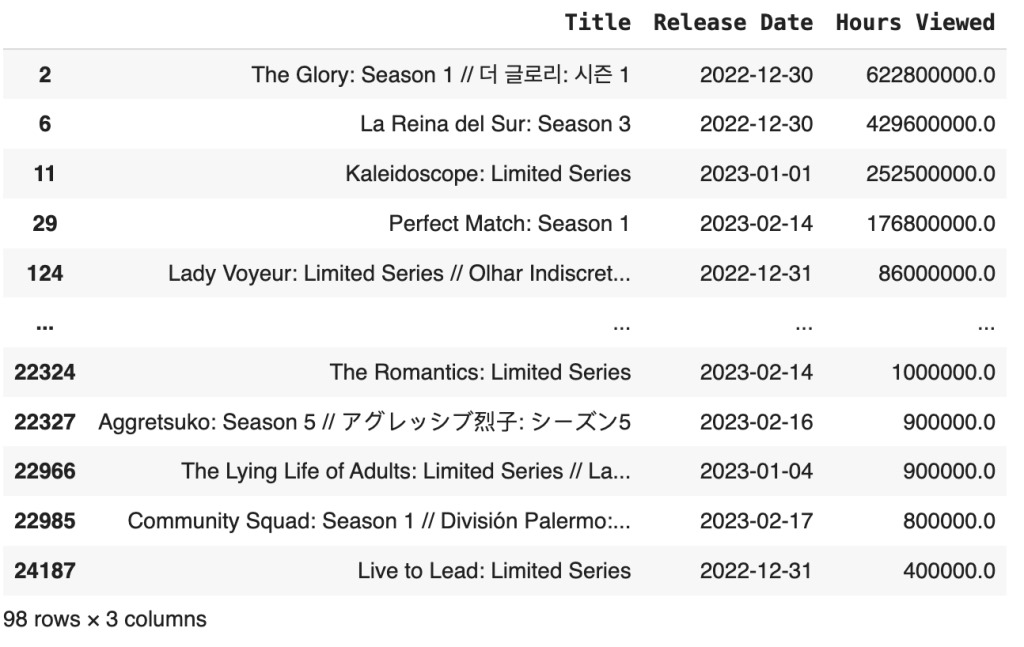 Title Release Date Hours Viewed
2 The Glory: Season 1 // 더 글로리: 시즌 1 2022-12-30 622800000.0
6 La Reina del Sur: Season 3 2022-12-30 429600000.0
11 Kaleidoscope: Limited Series 2023-01-01 252500000.0
29 Perfect Match: Season 1 2023-02-14 176800000.0
124 Lady Voyeur: Limited Series // Olhar Indiscret... 2022-12-31 86000000.0
... ... ... ...
22324 The Romantics: Limited Series 2023-02-14 1000000.0
22327 Aggretsuko: Season 5 // アグレッシブ烈子: シーズン5 2023-02-16 900000.0
22966 The Lying Life of Adults: Limited Series // La... 2023-01-04 900000.0
22985 Community Squad: Season 1 // División Palermo:... 2023-02-17 800000.0
24187 Live to Lead: Limited Series 2022-12-31 400000.0
98 rows × 3 columns